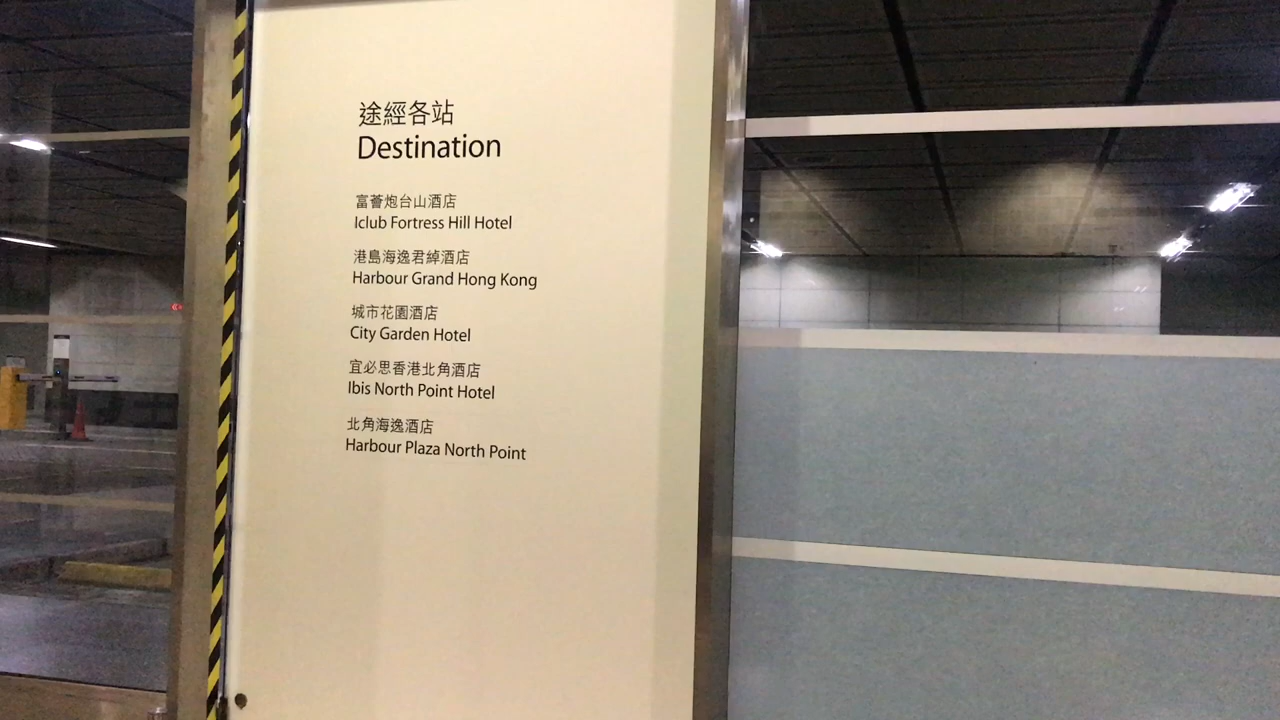 途經各站
Destination
富薈炮台山酒店
Iclub Fortress Hill Hotel
港島海逸君綽酒店
Harbour Grand Hong Kong
城市花園酒店
City Garden Hotel
宜必思香港北角酒店
Ibis North Point Hotel
北角海逸酒店
Harbour Plaza North Point